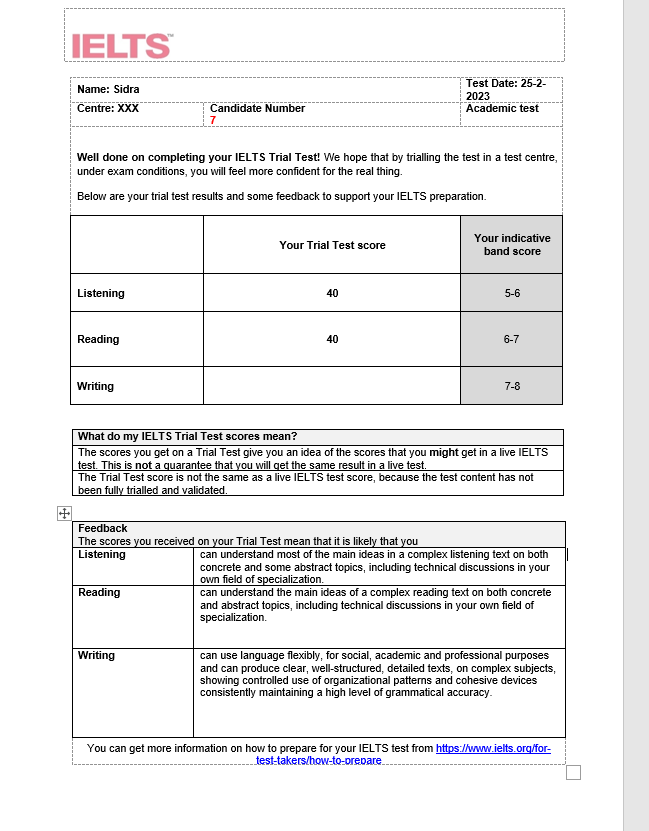 IELTS™
Name: Sidra
Test Date: 25-2-
2023
Centre: XXX
Candidate Number
7
Academic test
Well done on completing your IELTS Trial Test! We hope that by trialling the test in a test centre,
under exam conditions, you will feel more confident for the real thing.
Below are your trial test results and some feedback to support your IELTS preparation.
Your Trial Test score
Your indicative
band score
Listening
40
5-6
Reading
40
6-7
Writing
7-8
What do my IELTS Trial Test scores mean?
The scores you get on a Trial Test give you an idea of the scores that you might get in a live IELTS
test. This is not a guarantee that you will get the same result in a live test.
The Trial Test score is not the same as a live IELTS test score, because the test content has not
been fully trialled and validated.
Feedback
The scores you received on your Trial Test mean that it is likely that you
Listening
can understand most of the main ideas in a complex listening text on both
concrete and some abstract topics, including technical discussions in your
own field of specialization.
Reading
can understand the main ideas of a complex reading text on both concrete
and abstract topics, including technical discussions in your own field of
specialization.
Writing
can use language flexibly, for social, academic and professional purposes
and can produce clear, well-structured, detailed texts, on complex subjects,
showing controlled use of organizational patterns and cohesive devices
consistently maintaining a high level of grammatical accuracy.
You can get more information on how to prepare for your IELTS test from https://www.ielts.org/for-
test-takers/how-to-prepare